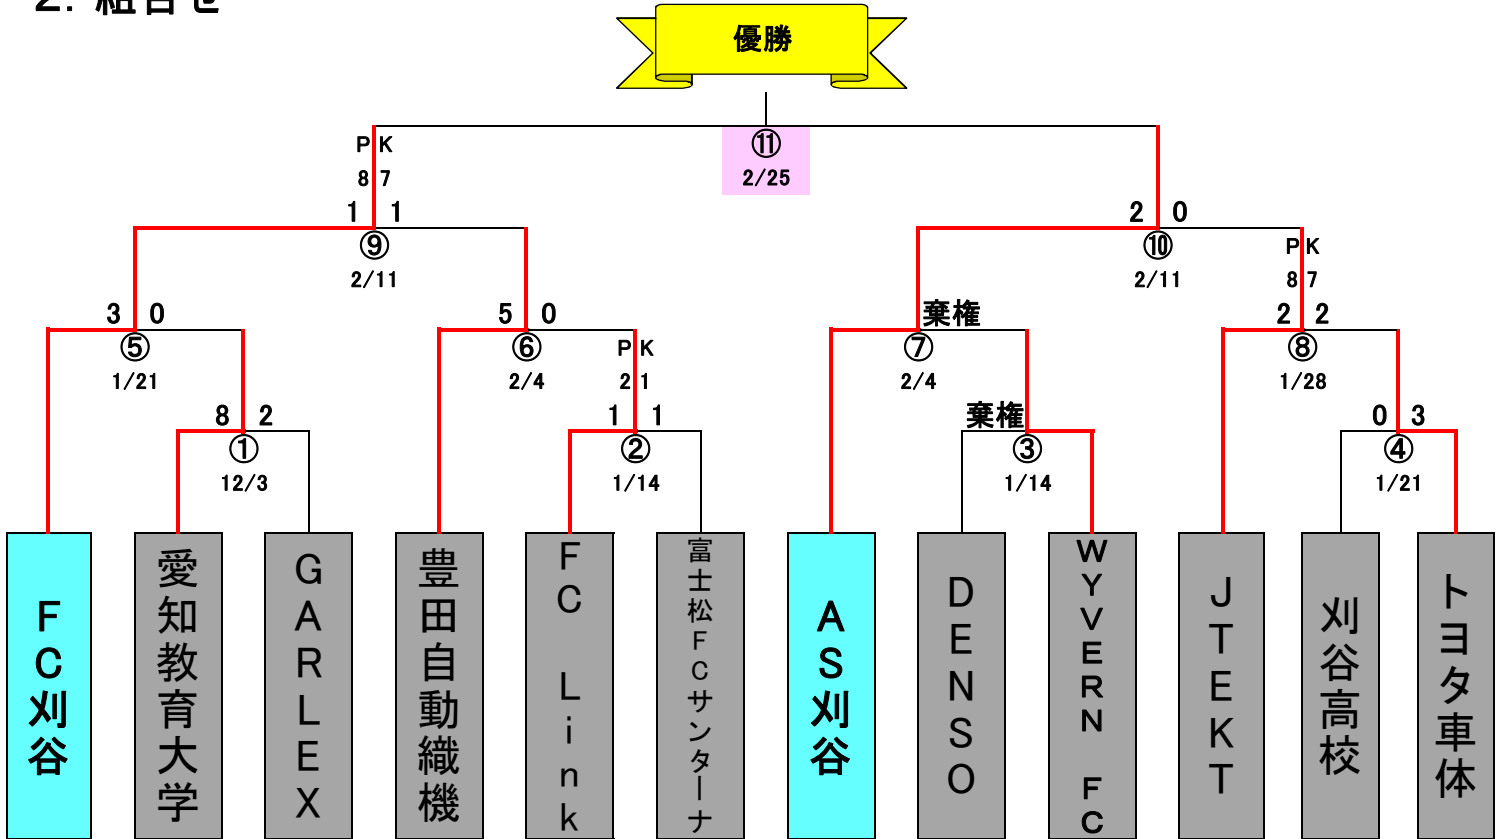 2. 組合せ
優勝
PK
⑪
8 7
2/25
1 1
2 0
⑨
⑩
PK
2/11
2/11
8 7
3 0
5 0
棄権
2 2
⑤
⑥
PK
⑦
⑧
1/21
2/4
2 1
2/4
1/28
8 2
1 1
棄権
0 3
①
②
③
④
12/3
1/14
1/14
1/21
FC刈谷
愛知教育大学
GARLEX
豊田自動織機
FC Link
富士松FCサンターナ
AS刈谷
DENSO
WYVERN FC
JTEKT
刈谷高校
トヨタ車体